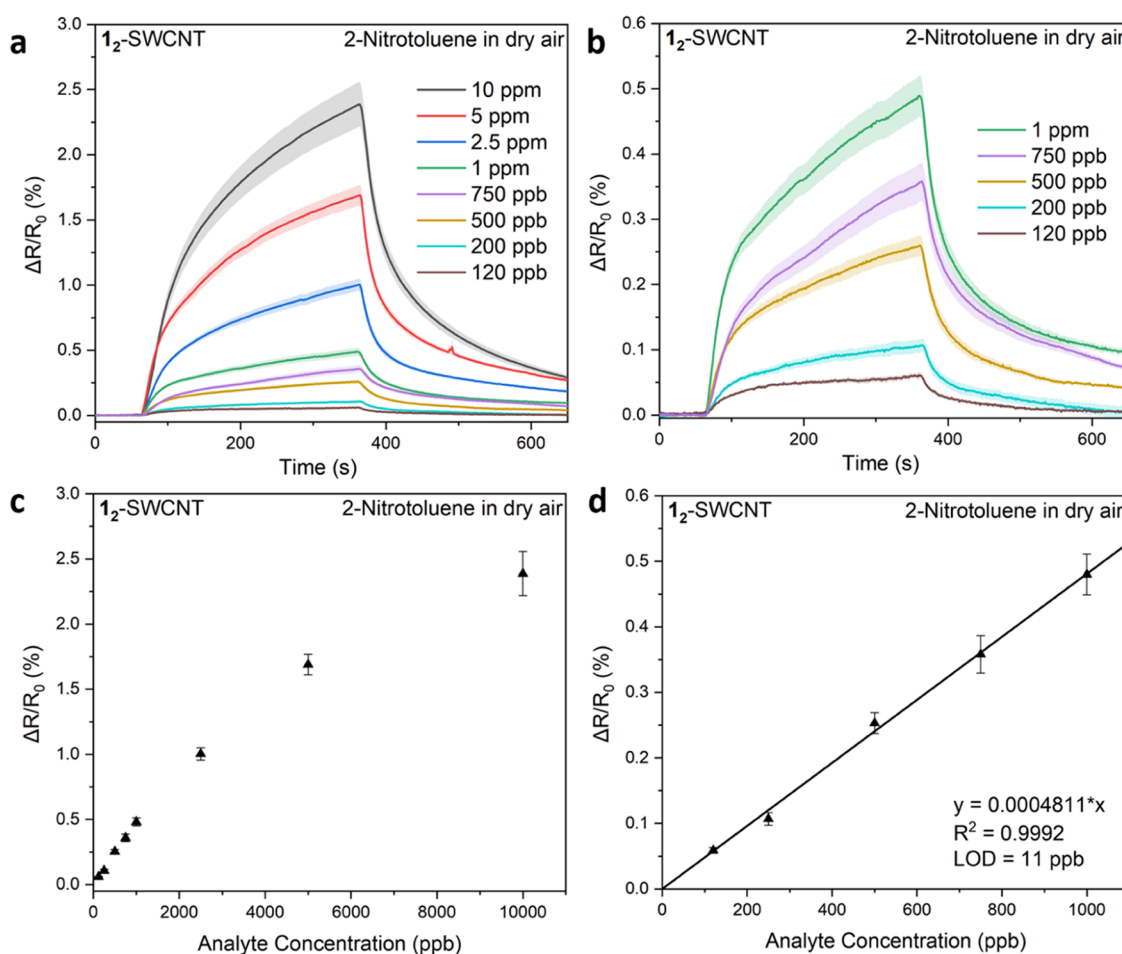 a
1₂-SWCNT 2-Nitrotoluene in dry air
10 ppm
5 ppm
2.5 ppm
1 ppm
750 ppb
500 ppb
200 ppb
120 ppb
3.0
2.5
2.0
1.5
1.0
0.5
0.0
ΔR/R₀ (%)
0 200 400 600
Time (s)
b
1₂-SWCNT 2-Nitrotoluene in dry air
1 ppm
750 ppb
500 ppb
200 ppb
120 ppb
0.6
0.5
0.4
0.3
0.2
0.1
0.0
ΔR/R₀ (%)
0 200 400 600
Time (s)
c
1₂-SWCNT 2-Nitrotoluene in dry air
3.0
2.5
2.0
1.5
1.0
0.5
0.0
ΔR/R₀ (%)
0 2000 4000 6000 8000 10000
Analyte Concentration (ppb)
d
1₂-SWCNT 2-Nitrotoluene in dry air
0.6
0.5
0.4
0.3
0.2
0.1
0.0
ΔR/R₀ (%)
y = 0.0004811*x
R² = 0.9992
LOD = 11 ppb
0 200 400 600 800 1000
Analyte Concentration (ppb)